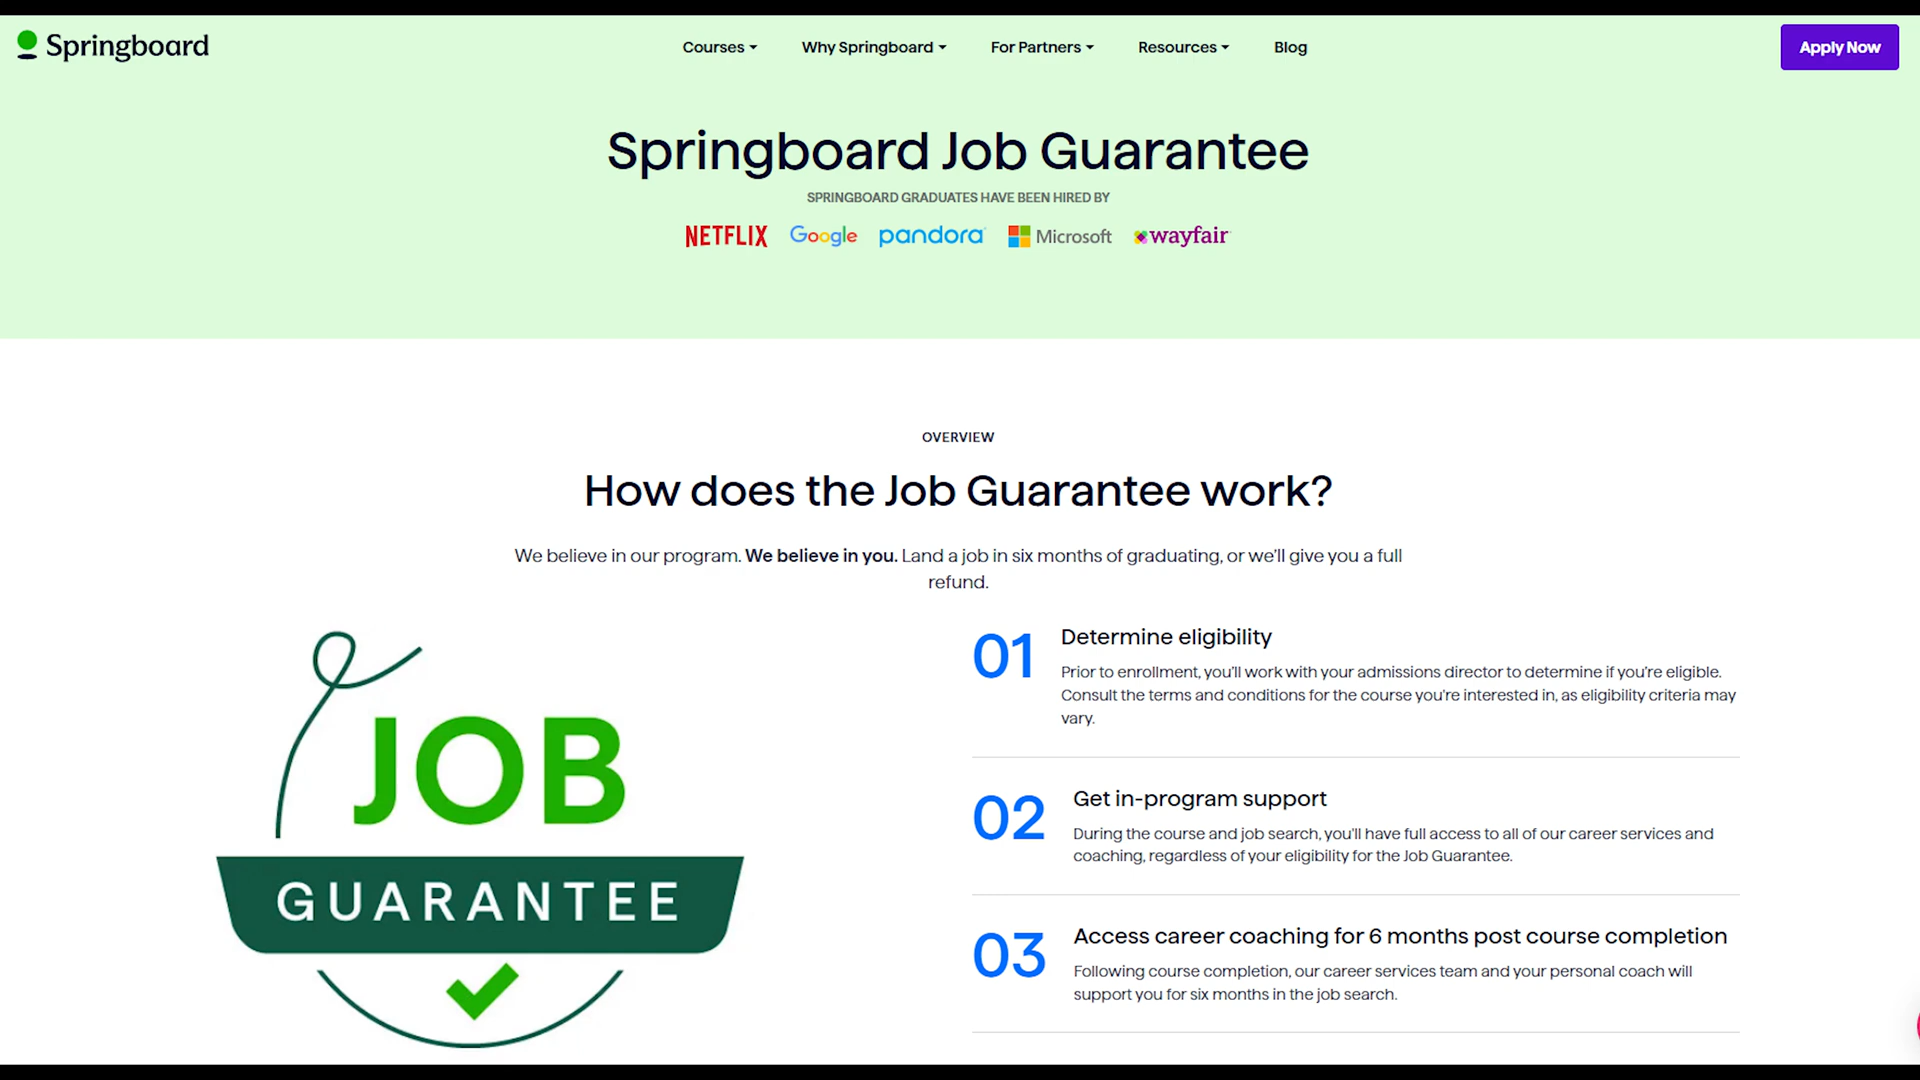 Springboard
Courses
Why Springboard
For Partners
Resources
Blog
Apply Now
Springboard Job Guarantee
SPRINGBOARD GRADUATES HAVE BEEN HIRED BY
NETFLIX Google pandora Microsoft wayfair
OVERVIEW
How does the Job Guarantee work?
We believe in our program. We believe in you. Land a job in six months of graduating, or we'll give you a full
refund.
JOB
GUARANTEE
01 Determine eligibility
Prior to enrollment, you'll work with your admissions director to determine if you're eligible.
Consult the terms and conditions for the course you're interested in, as eligibility criteria may
vary.
02 Get in-program support
During the course and job search, you'll have full access to all of our career services and
coaching, regardless of your eligibility for the Job Guarantee.
03 Access career coaching for 6 months post course completion
Following course completion, our career services team and your personal coach will
support you for six months in the job search.